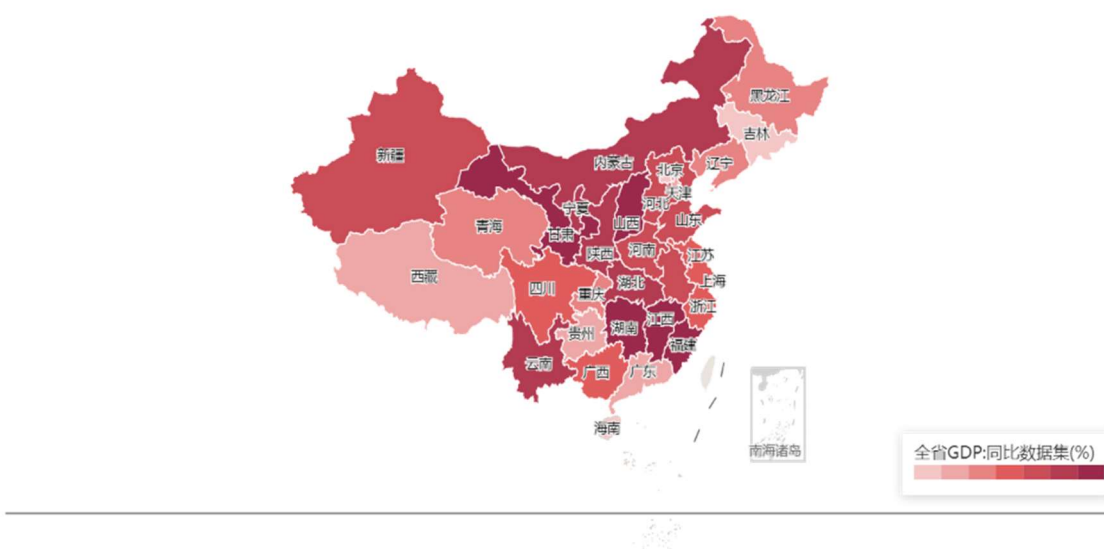 黑龙江
吉林
新疆
内蒙古
辽宁
北京
天津
河北
宁夏
山西
山东
青海
甘肃
陕西
河南
江苏
西藏
四川
重庆
湖北
上海
浙江
贵州
湖南
江西
福建
云南
广西
广东
海南
南海诸岛
全省GDP:同比数据集(%)